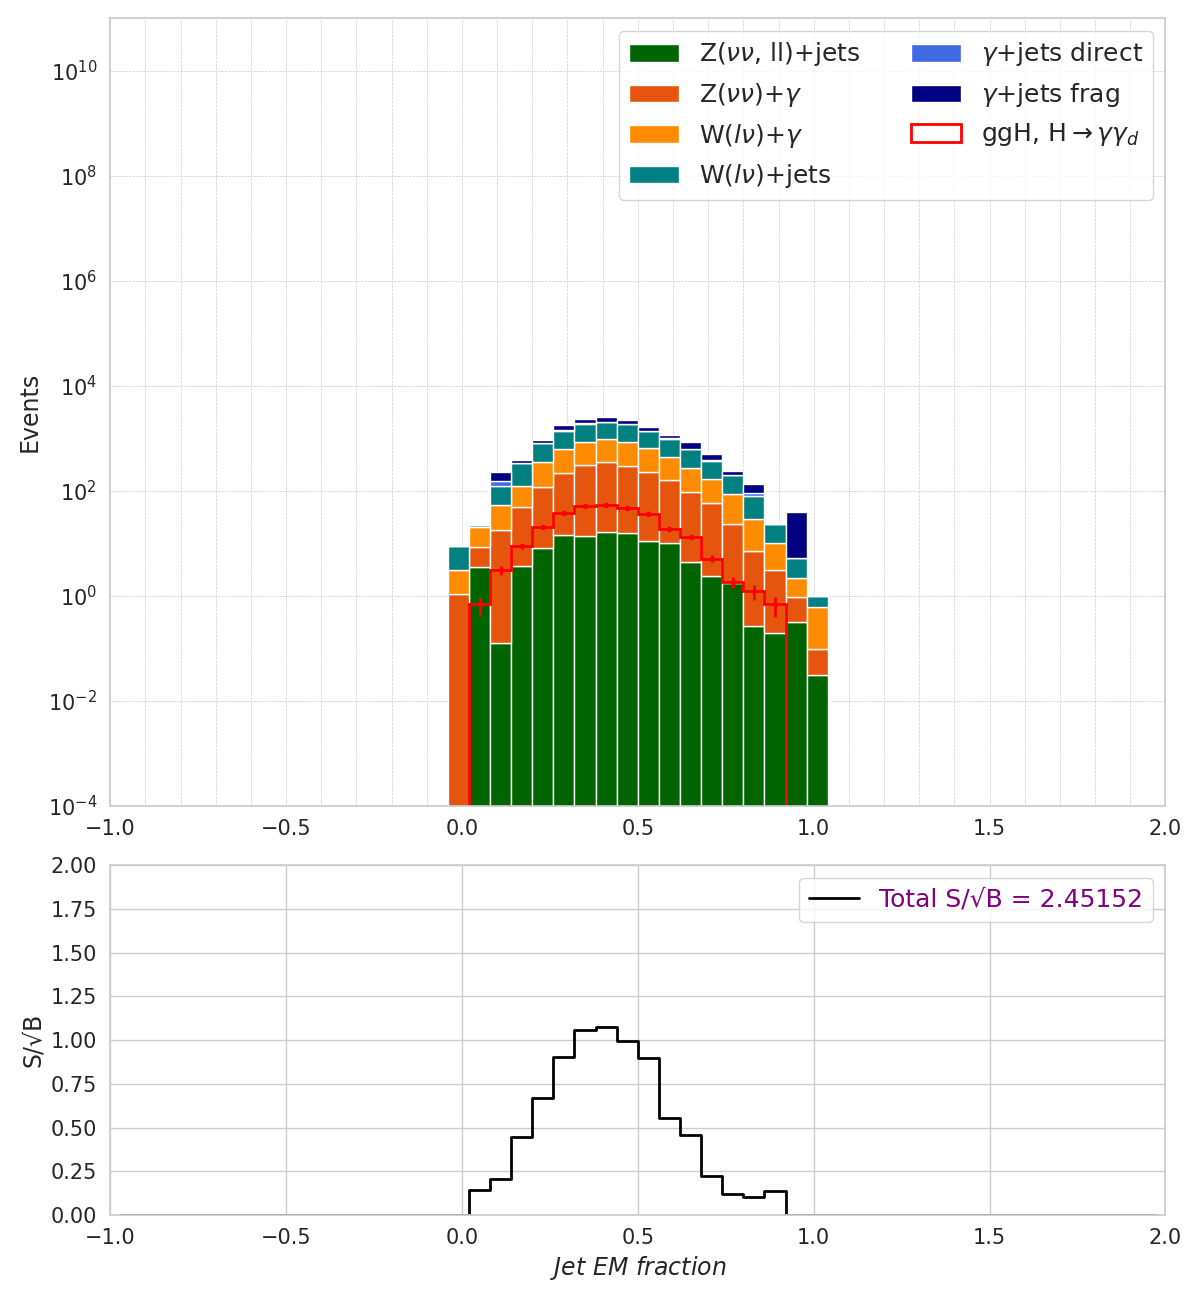 Z(νν, ll)+jets
Z(νν)+γ
W(lν)+γ
W(lν)+jets
γ+jets direct
γ+jets frag
ggH, H→γγ_d
Events
10^10
10^8
10^6
10^4
10^2
10^0
10^−2
10^−4
−1.0 −0.5 0.0 0.5 1.0 1.5 2.0
Total S/√B = 2.45152
S/√B
2.00
1.75
1.50
1.25
1.00
0.75
0.50
0.25
0.00
−1.0 −0.5 0.0 0.5 1.0 1.5 2.0
Jet EM fraction